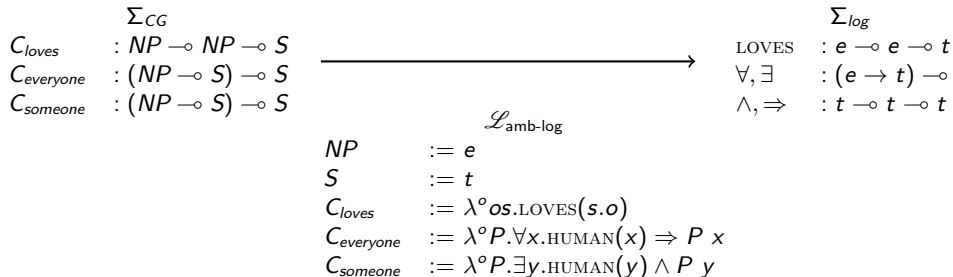 Σ_CG Σ_log
C_loves : NP ⊸ NP ⊸ S LOVES : e ⊸ e ⊸ t
C_everyone : (NP ⊸ S) ⊸ S ∀, ∃ : (e → t) ⊸
C_someone : (NP ⊸ S) ⊸ S ∧, ⇒ : t ⊸ t ⊸ t
ℒ_amb-log
NP := e
S := t
C_loves := λ°os.LOVES(s.o)
C_everyone := λ°P.∀x.HUMAN(x) ⇒ P x
C_someone := λ°P.∃y.HUMAN(y) ∧ P y